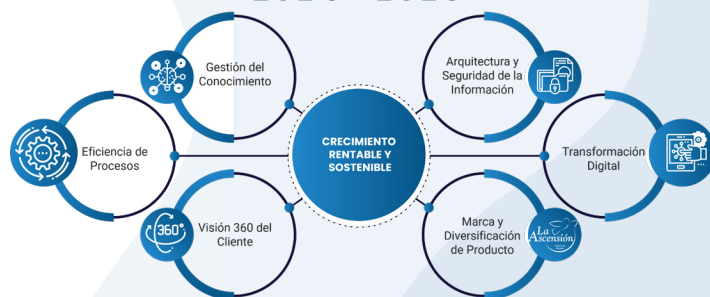 Gestión del
Conocimiento
Arquitectura y
Seguridad de la
Información
Eficiencia de
Procesos
CRECIMIENTO
RENTABLE Y
SOSTENIBLE
Transformación
Digital
360°
Visión 360 del
Cliente
Marca y
Diversificación
de Producto
La
Ascensión